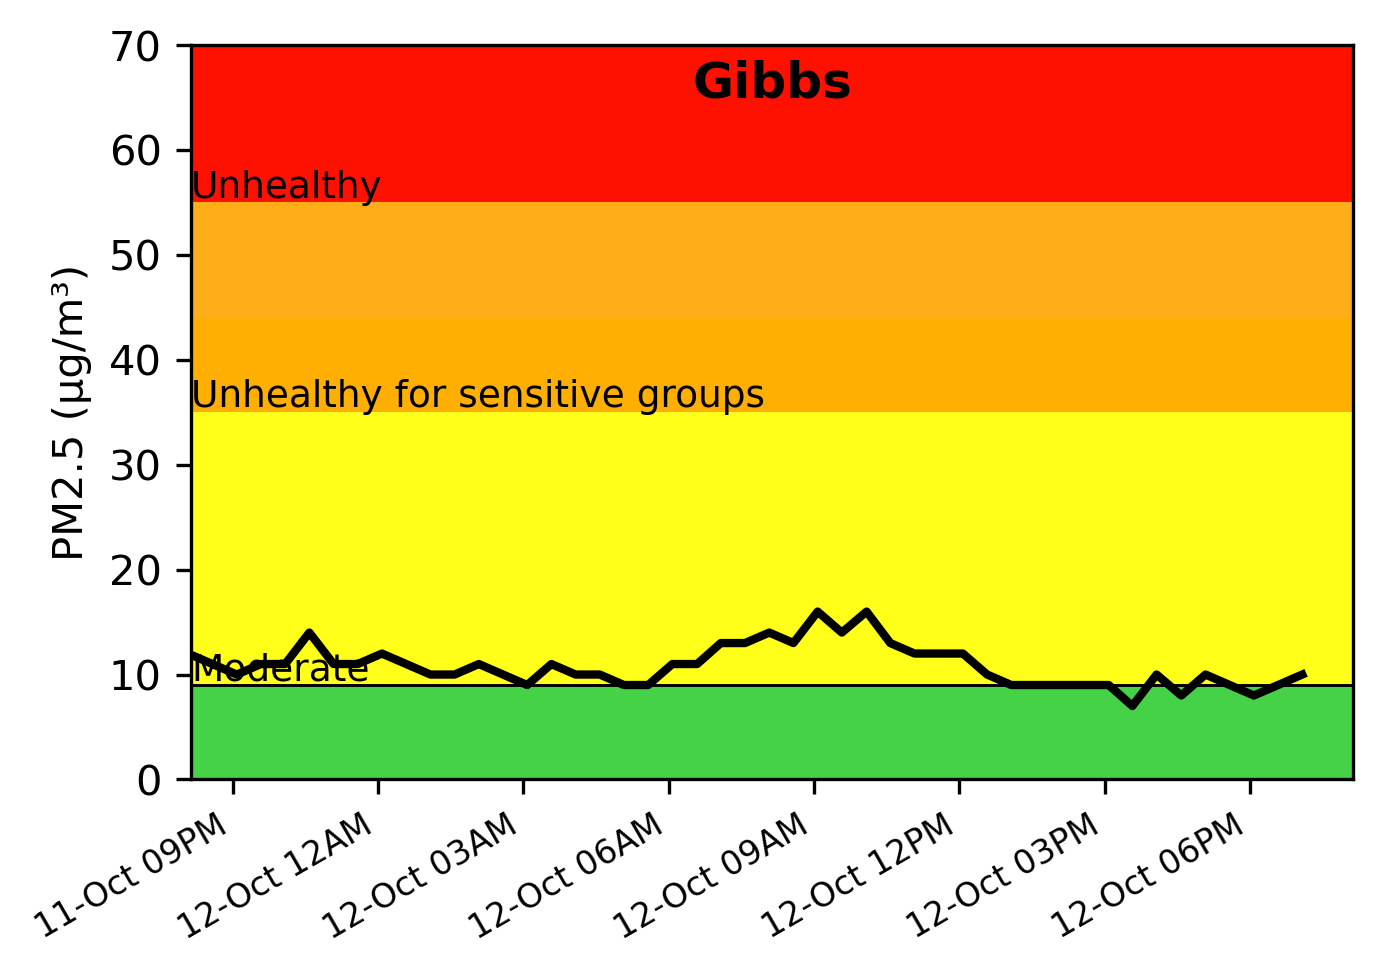 Gibbs
70
60
50
40
30
20
10
0
PM2.5 (µg/m³)
Unhealthy
Unhealthy for sensitive groups
Moderate
11-Oct 09PM
12-Oct 12AM
12-Oct 03AM
12-Oct 06AM
12-Oct 09AM
12-Oct 12PM
12-Oct 03PM
12-Oct 06PM